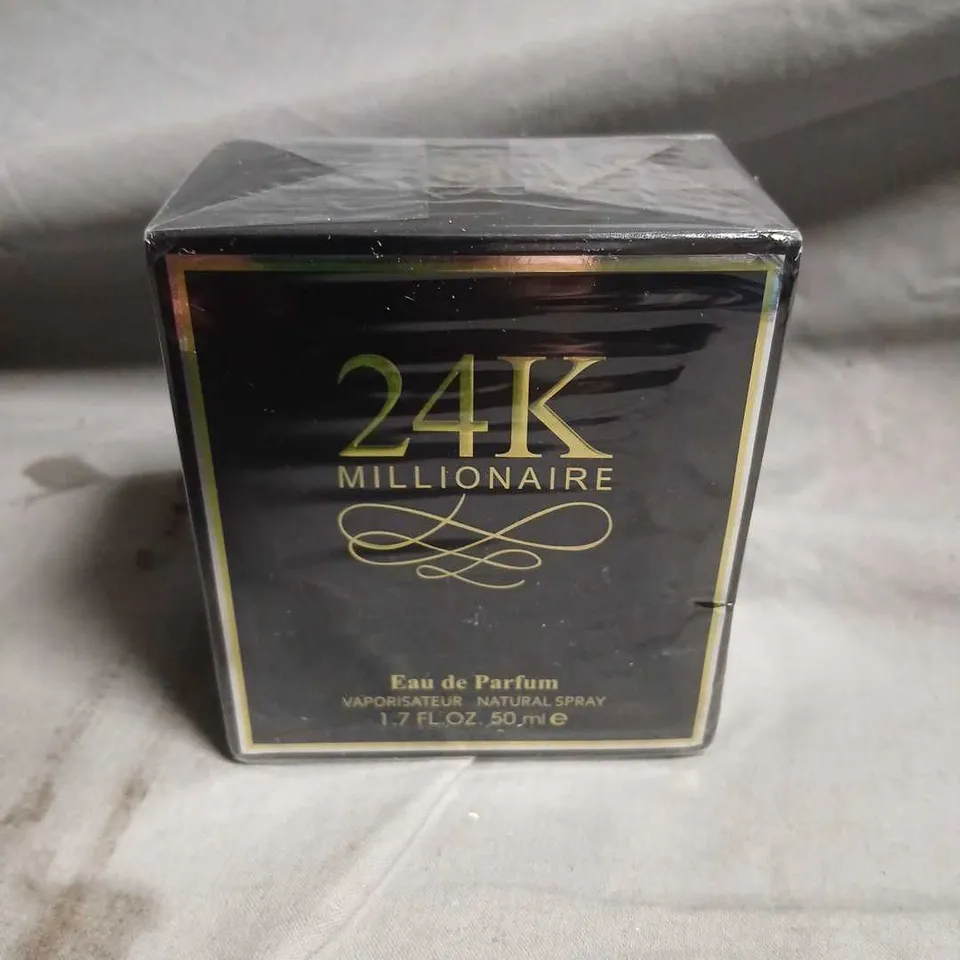 24K
MILLIONAIRE
Eau de Parfum
VAPORISATEUR NATURAL SPRAY
1.7 FL.OZ. 50 ml e